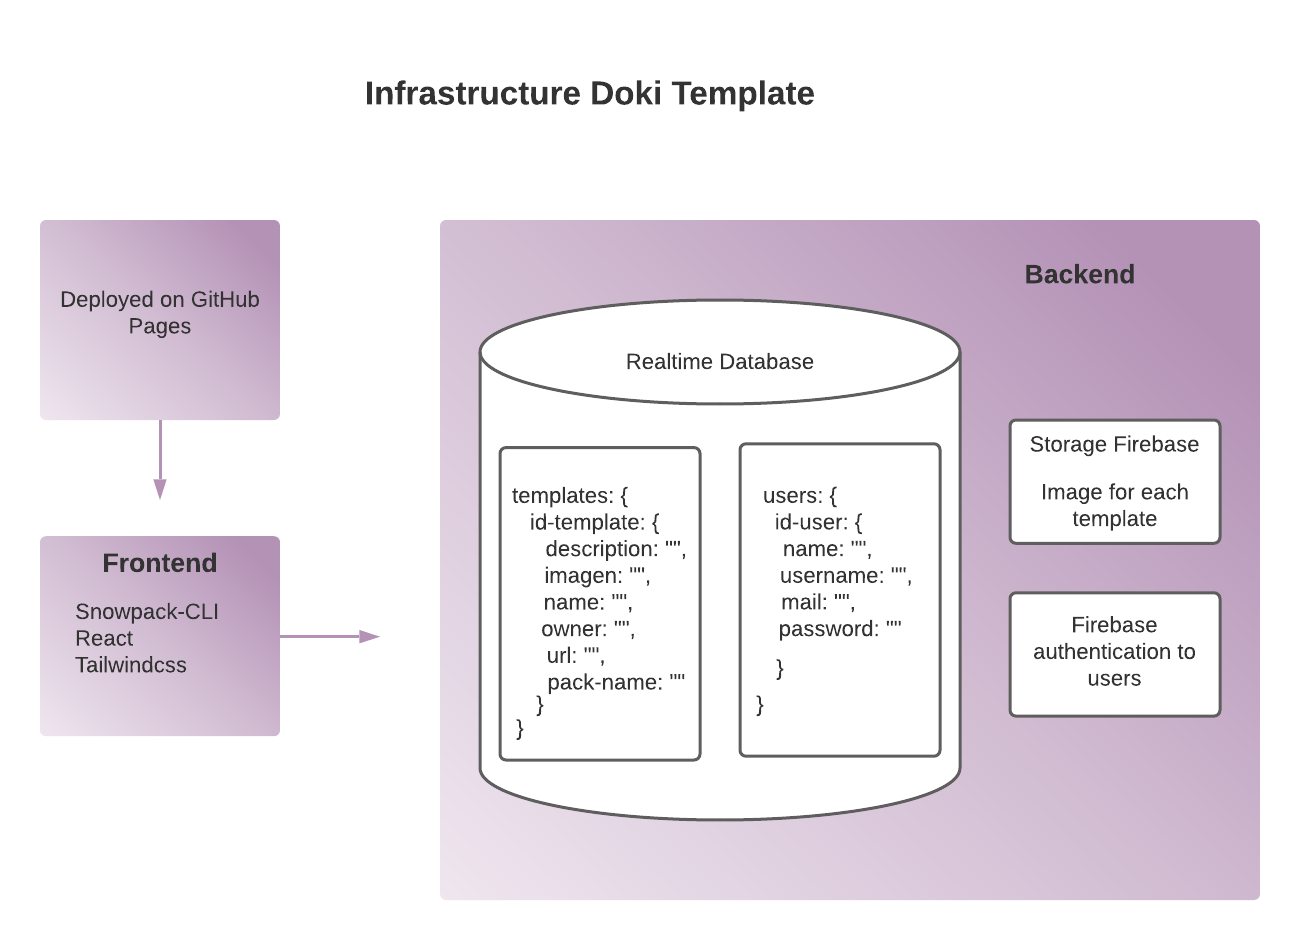 Infrastructure Doki Template
Deployed on GitHub
Pages
Frontend
Snowpack-CLI
React
Tailwindcss
Backend
Realtime Database
templates: {
id-template: {
description: "",
imagen: "",
name: "",
owner: "",
url: "",
pack-name: ""
}
}
users: {
id-user: {
name: "",
username: "",
mail: "",
password: ""
}
}
Storage Firebase
Image for each
template
Firebase
authentication to
users